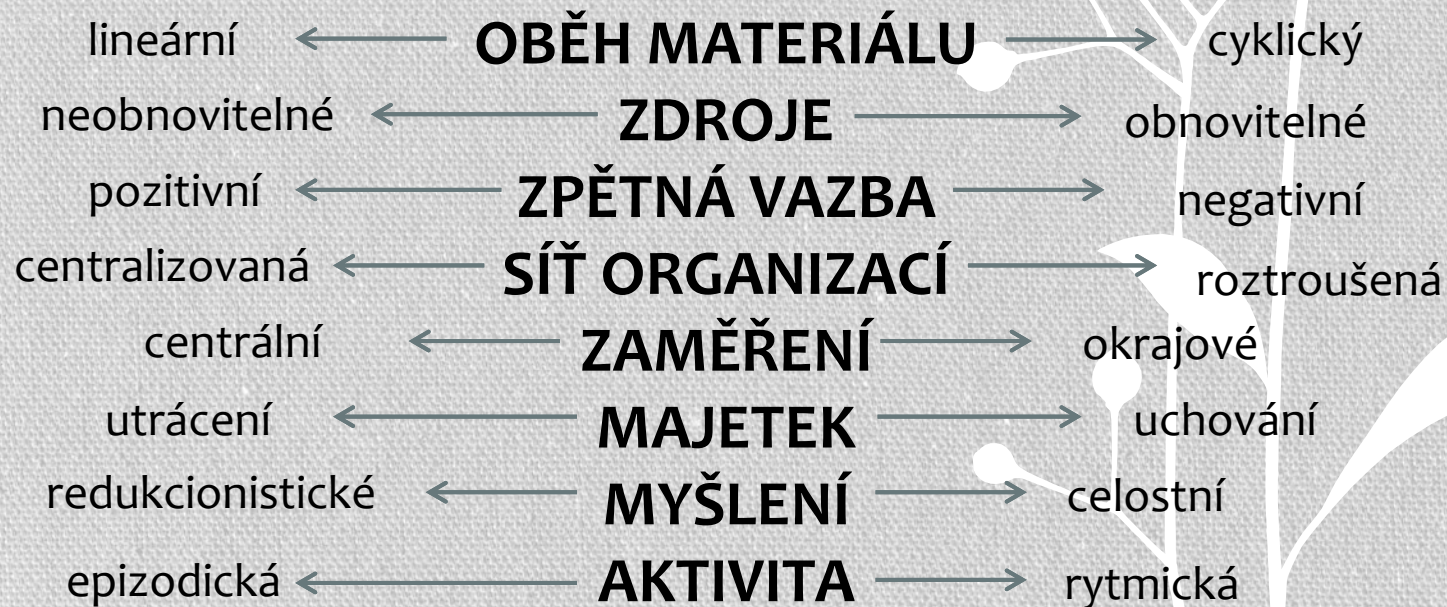 lineární OBĚH MATERIÁLU cyklický
neobnovitelné ZDROJE obnovitelné
pozitivní ZPĚTNÁ VAZBA negativní
centralizovaná SÍŤ ORGANIZACÍ roztroušená
centrální ZAMĚŘENÍ okrajové
utrácení MAJETEK uchování
redukcionistické MYŠLENÍ celostní
epizodická AKTIVITA rytmická